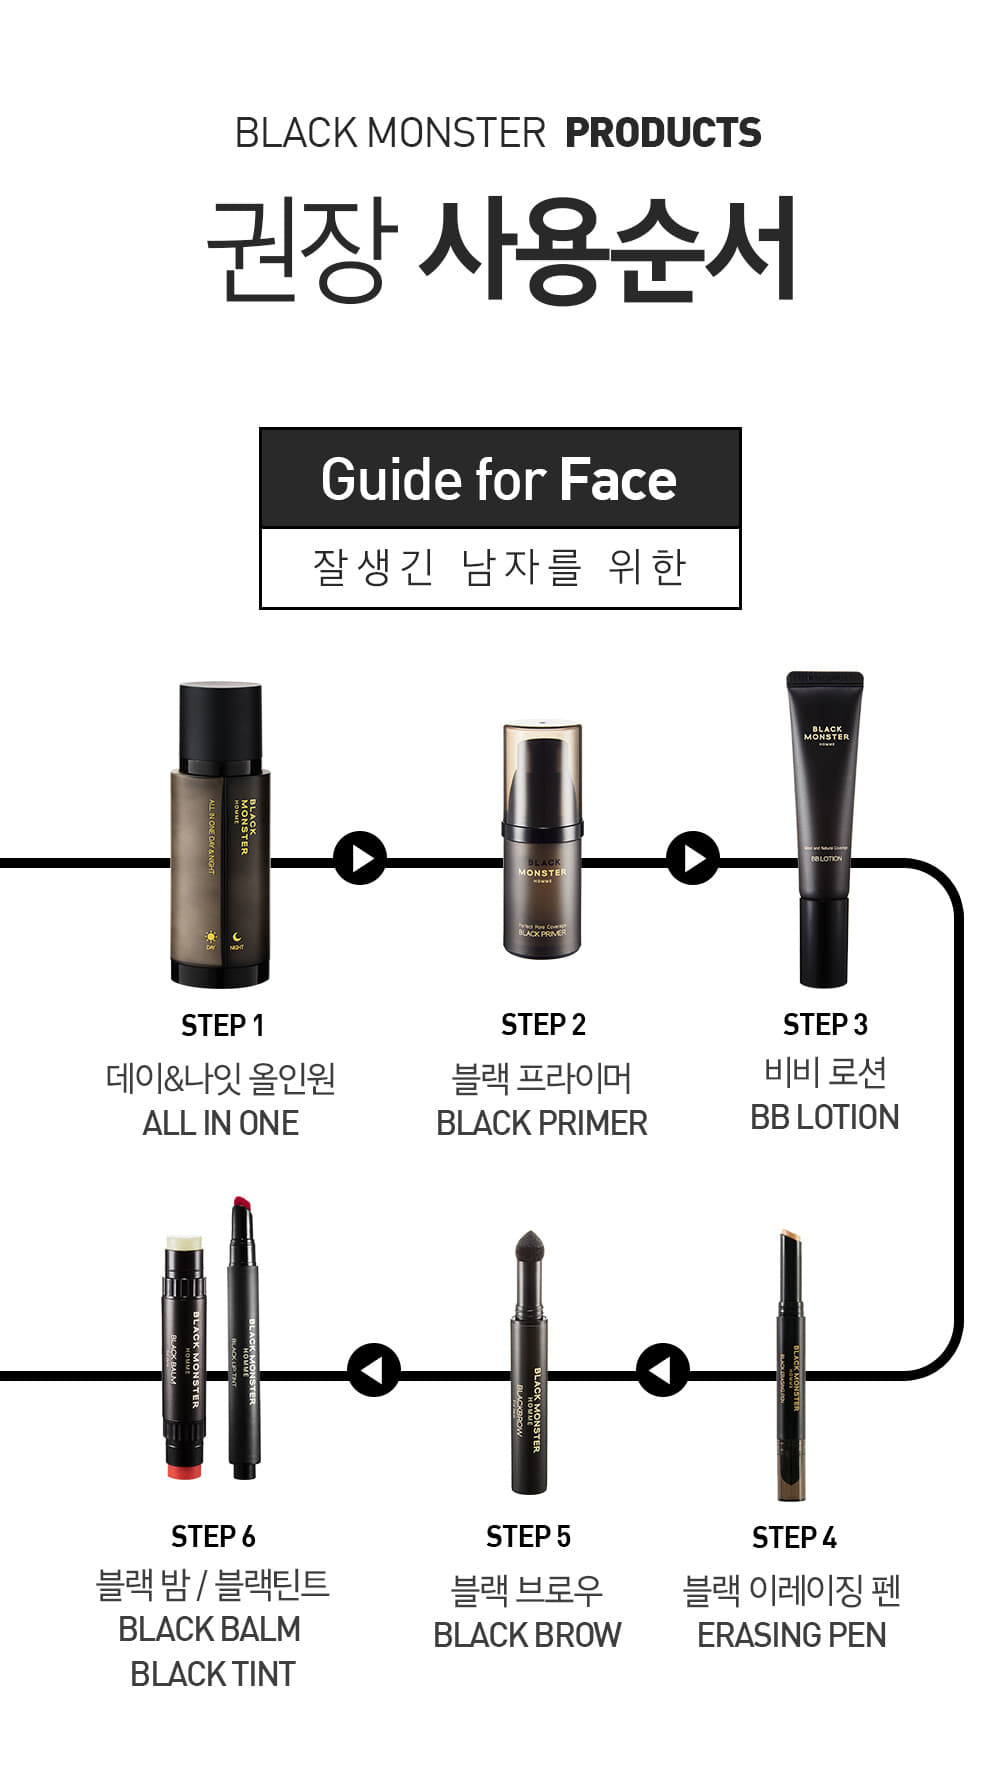 BLACK MONSTER PRODUCTS
권장 사용순서
Guide for Face
잘생긴 남자를 위한
BLACK
MONSTER
HOMME
ALL IN ONE DAY & NIGHT
DAY
NIGHT
BLACK
MONSTER
HOMME
Perfect Pore Coverage
BLACK PRIMER
BLACK
MONSTER
HOMME
and Natural Coverage
BB LOTION
STEP 1
데이&나잇 올인원
ALL IN ONE
STEP 2
블랙 프라이머
BLACK PRIMER
STEP 3
비비 로션
BB LOTION
BLACK MONSTER
HOMME
BLACK BALM
BLACK MONSTER
HOMME
BLACK LIP TINT
BLACK MONSTER
HOMME
BLACKBROW
BLACK MONSTER
HOMME
BLACK ERASING PEN
STEP 6
블랙 밤 / 블랙틴트
BLACK BALM
BLACK TINT
STEP 5
블랙 브로우
BLACK BROW
STEP 4
블랙 이레이징 펜
ERASING PEN